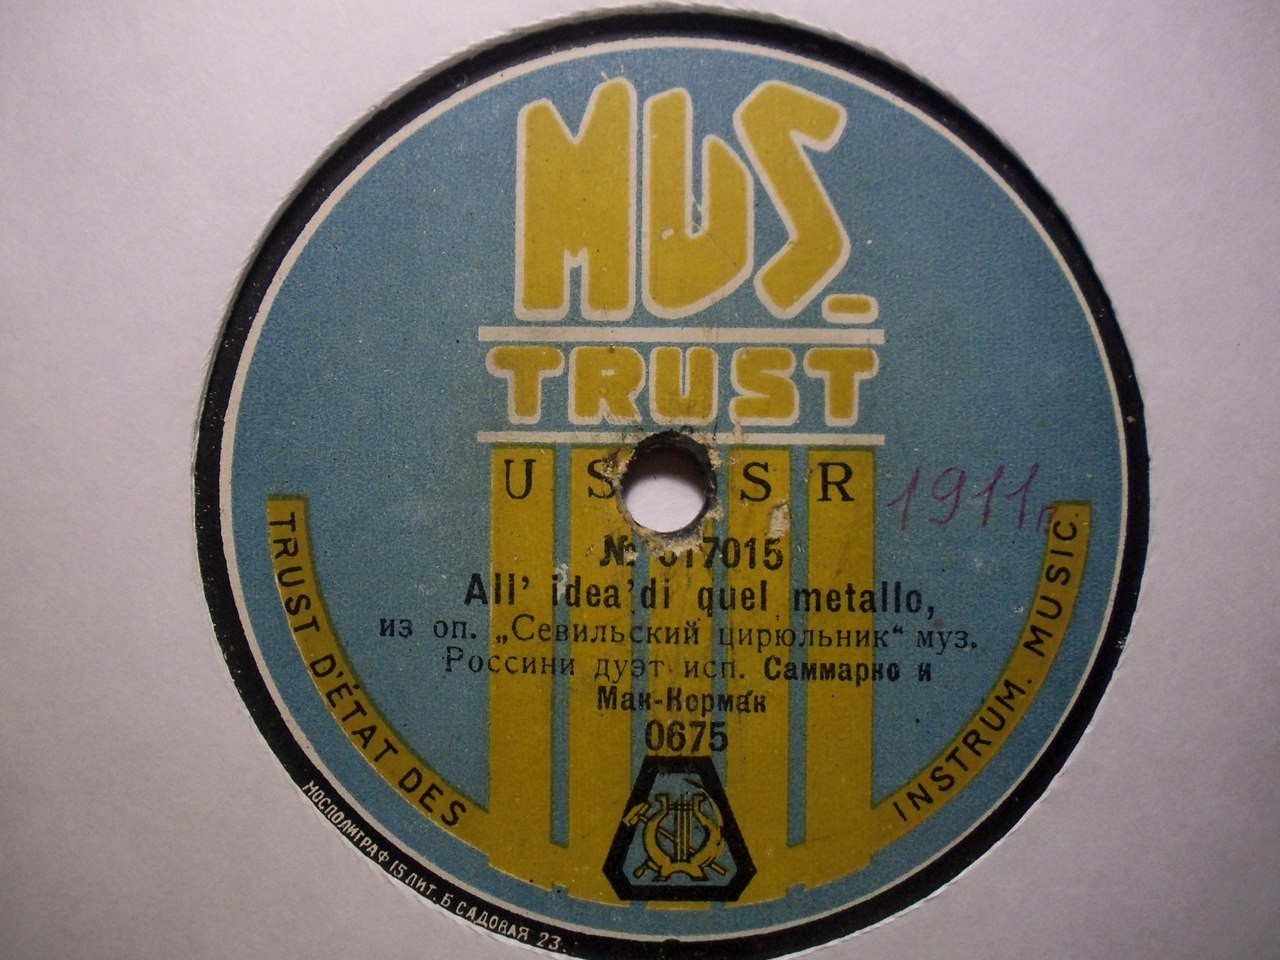 MUS.
TRUST
U S S R
1911г
№ 017015
All' idea'di quel metallo,
из оп. „Севильский цирюльник“ муз.
Россини дуэт исп. Саммарко и
Мак-Кормак
0675
TRUST D'ÉTAT DES
INSTRUM. MUSIC.
МОСПОЛИГРАФ 15 ЛИТ. Б САДОВАЯ 23.